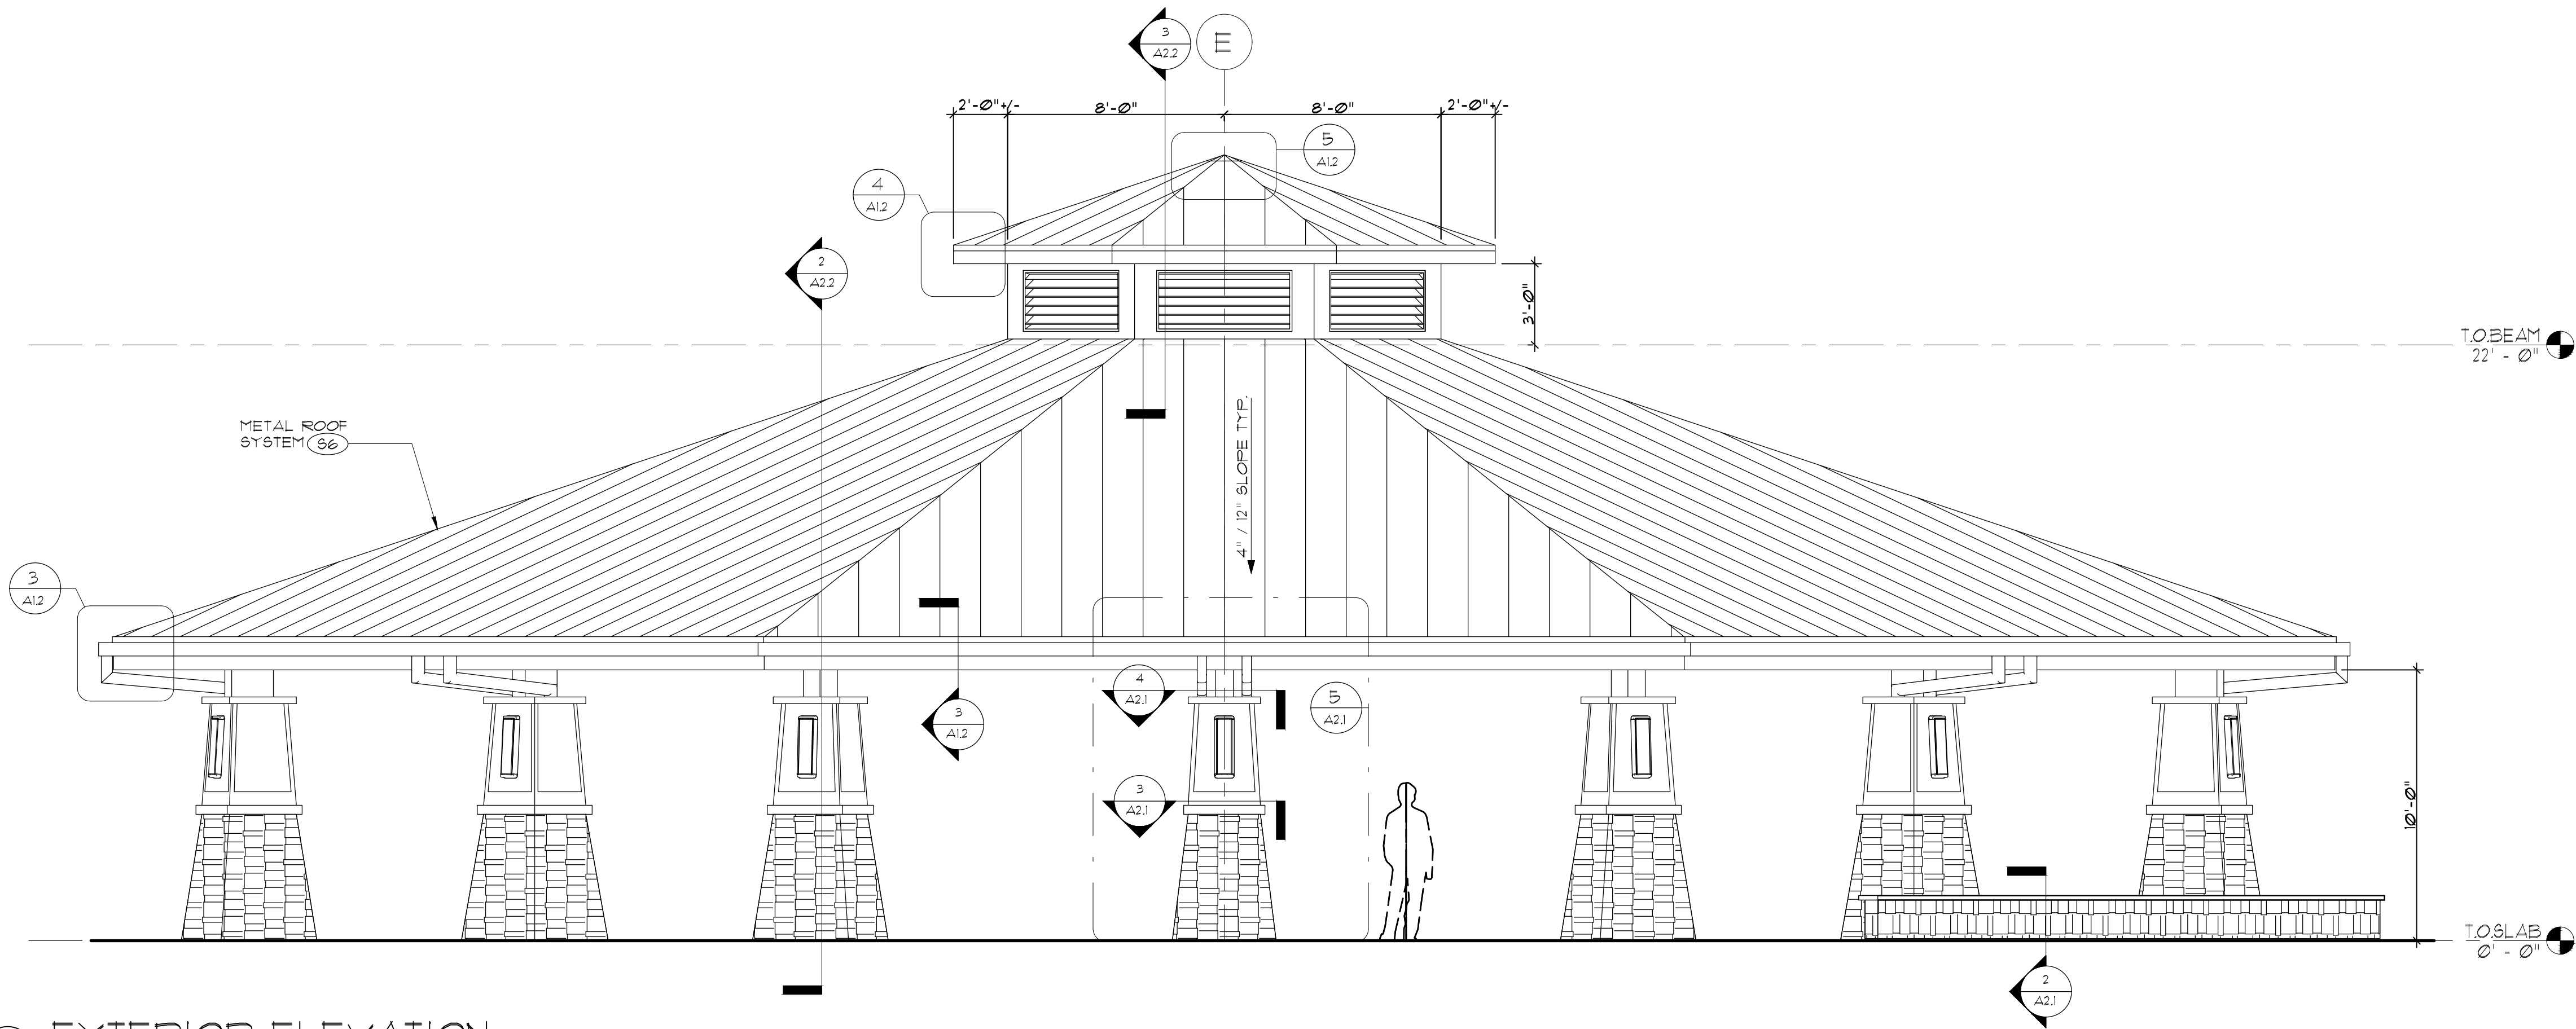 3
A2.2
E
2'-0"+/-
8'-0"
8'-0"
2'-0"+/-
5
A1.2
4
A1.2
2
A2.2
3'-0"
T.O.BEAM
22' - 0"
METAL ROOF
SYSTEM S6
4" / 12" SLOPE TYP.
3
A1.2
4
A2.1
5
A2.1
3
A1.2
3
A2.1
10'-0"
T.O.SLAB
0' - 0"
2
A2.1
EXTERIOR ELEVATION